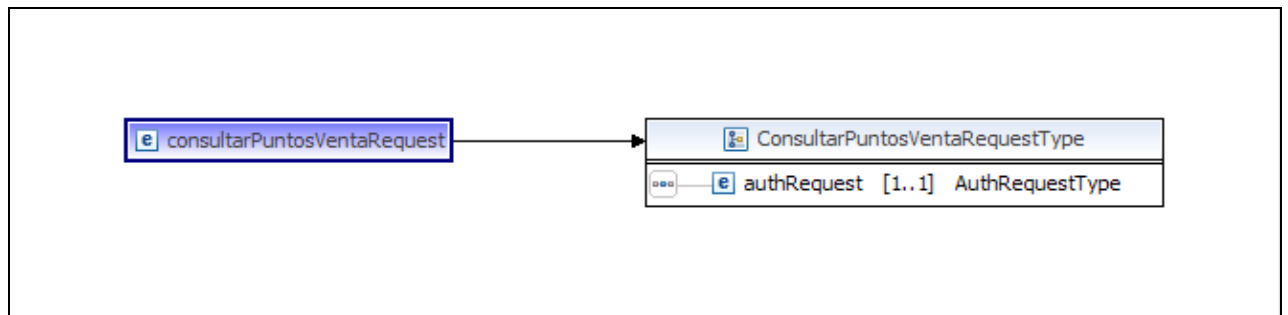 e consultarPuntosVentaRequest
ConsultarPuntosVentaRequestType
e authRequest [1..1] AuthRequestType